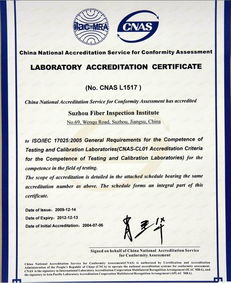 ilac-MRA
CNAS
China National Accreditation Service for Conformity Assessment
LABORATORY ACCREDITATION CERTIFICATE
(No. CNAS L1517 )
China National Accreditation Service for Conformity Assessment has accredited
Suzhou Fiber Inspection Institute
No.69, Wenqu Road, Suzhou, Jiangsu, China
to ISO/IEC 17025:2005 General Requirements for the Competence of
Testing and Calibration Laboratories(CNAS-CL01 Accreditation Criteria
for the Competence of Testing and Calibration Laboratories) for the
competence in the field of testing.
The scope of accreditation is detailed in the attached schedule bearing the same
accreditation number as above. The schedule forms an integral part of this
certificate.
Date of Issue: 2009-12-14
Date of Expiry: 2012-12-13
Date of Initial Accreditation: 2004-07-06
Signed on behalf of China National Accreditation Service
for Conformity Assessment